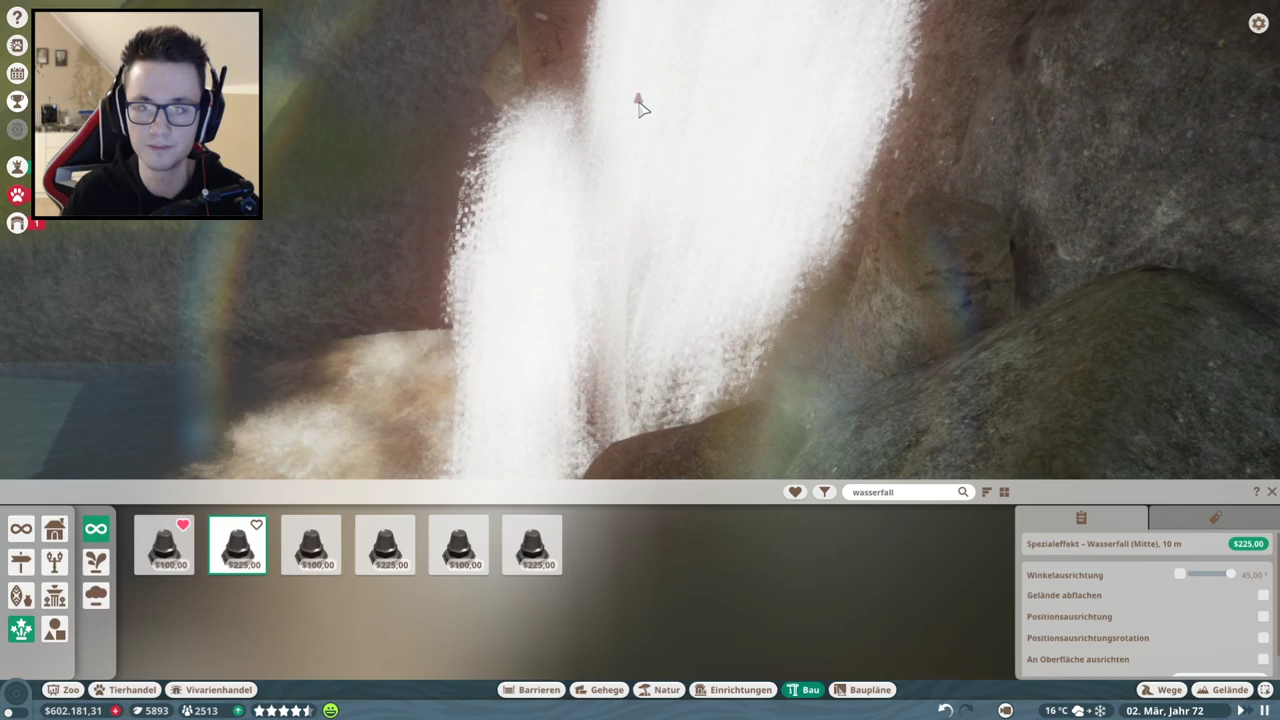 1
wasserfall
?
$100,00
$225,00
$100,00
$225,00
$100,00
$225,00
Spezialeffekt – Wasserfall (Mitte), 10 m
$225,00
Winkelausrichtung
45,00 °
Gelände abflachen
Positionsausrichtung
Positionsausrichtungsrotation
An Oberfläche ausrichten
Zoo
Tierhandel
Vivarienhandel
Barrieren
Gehege
Natur
Einrichtungen
Bau
Baupläne
Wege
Gelände
$602.181,31
5893
2513
16 °C
02. Mär, Jahr 72